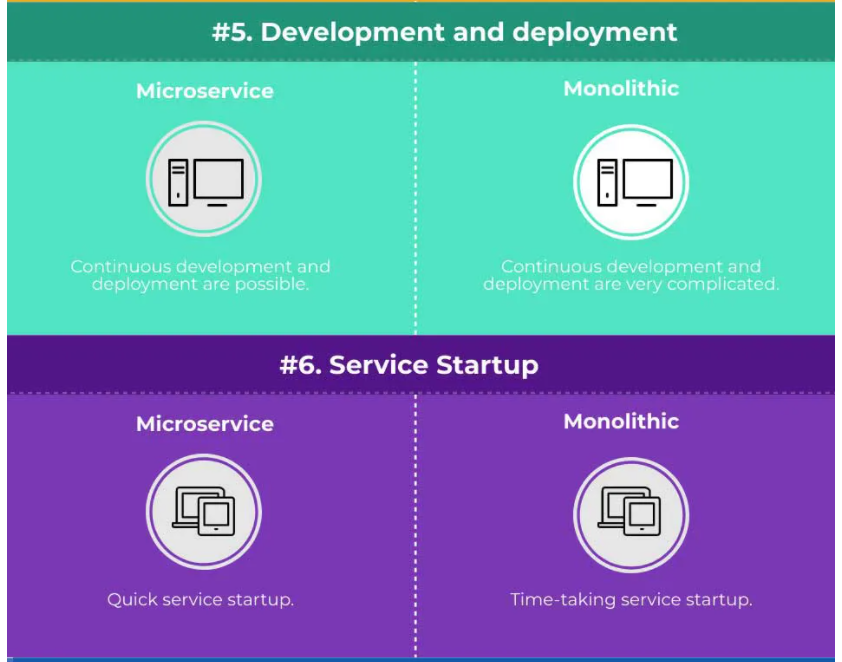 #5. Development and deployment
Microservice
Continuous development and
deployment are possible.
Monolithic
Continuous development and
deployment are very complicated.
#6. Service Startup
Microservice
Quick service startup.
Monolithic
Time-taking service startup.